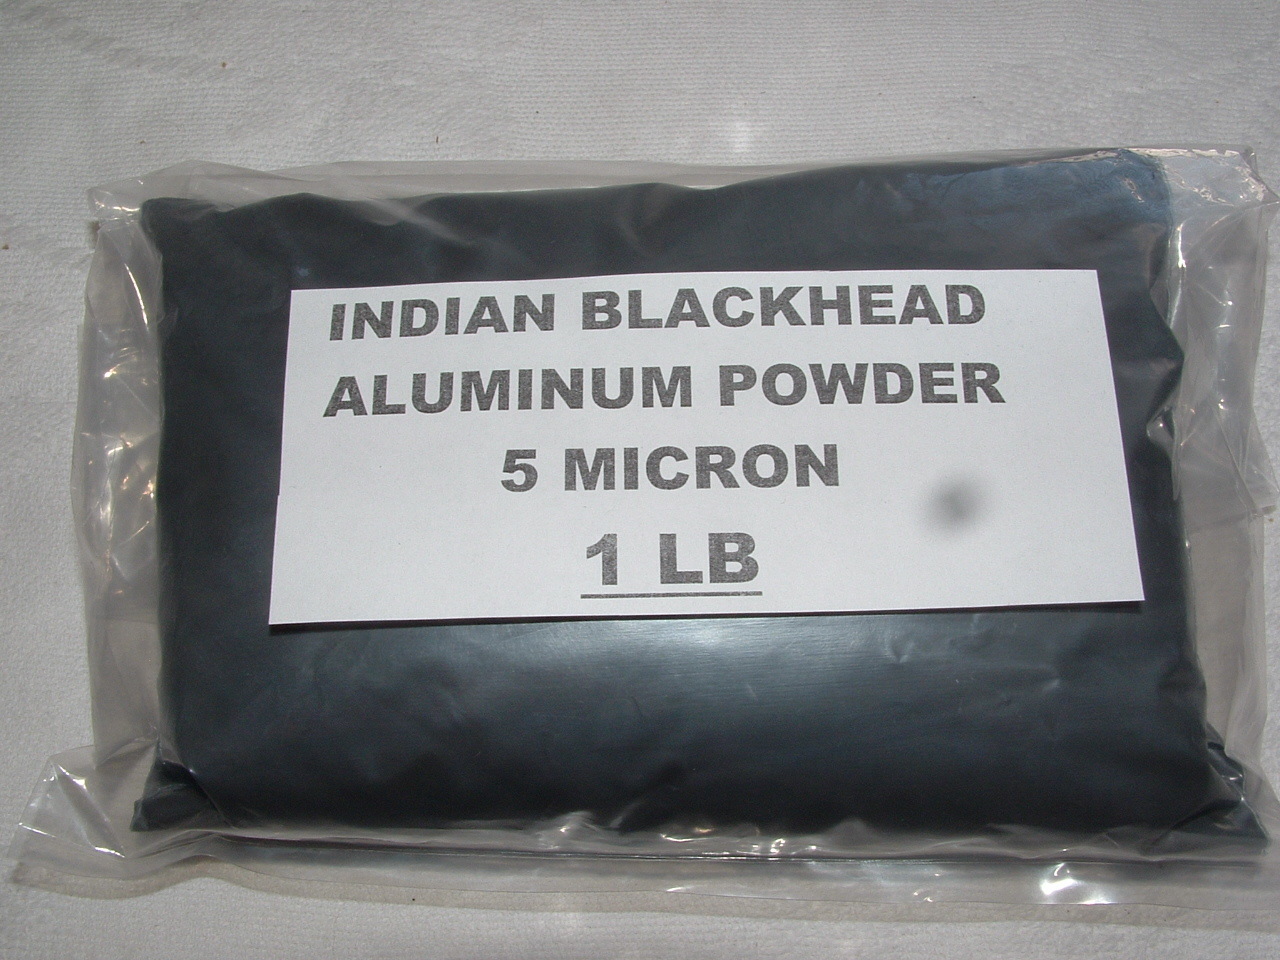 INDIAN BLACKHEAD
ALUMINUM POWDER
5 MICRON
1 LB